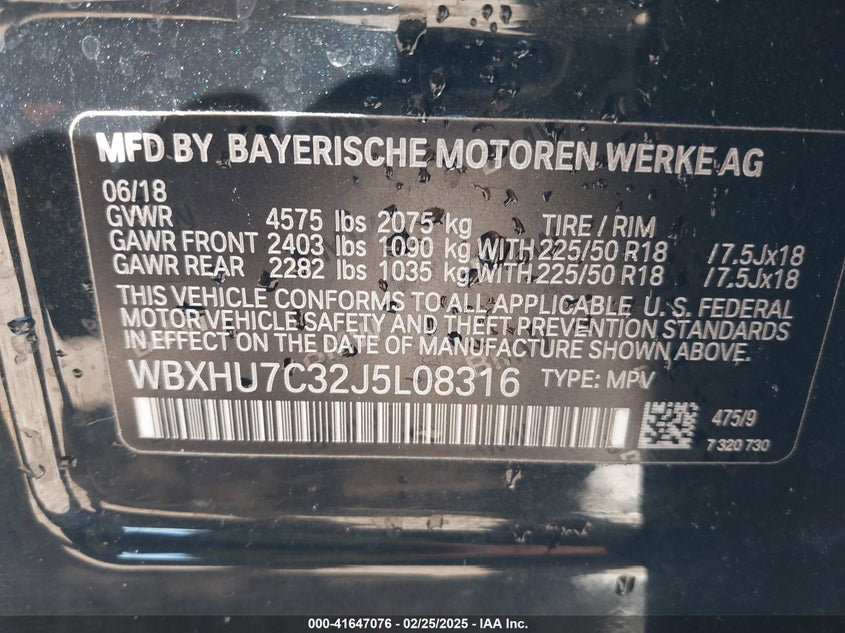 MFD BY BAYERISCHE MOTOREN WERKE AG
06/18
GVWR 4575 lbs 2075 kg TIRE / RIM
GAWR FRONT 2403 lbs 1090 kg WITH 225/50 R18 /7.5Jx18
GAWR REAR 2282 lbs 1035 kg WITH 225/50 R18 /7.5Jx18
THIS VEHICLE CONFORMS TO ALL APPLICABLE U. S. FEDERAL
MOTOR VEHICLE SAFETY AND THEFT PREVENTION STANDARDS
IN EFFECT ON THE DATE OF MANUFACTURE SHOWN ABOVE.
WBXHU7C32J5L08316 TYPE: MPV
475/9
7 320 730
000-41647076 - 02/25/2025 - IAA Inc.